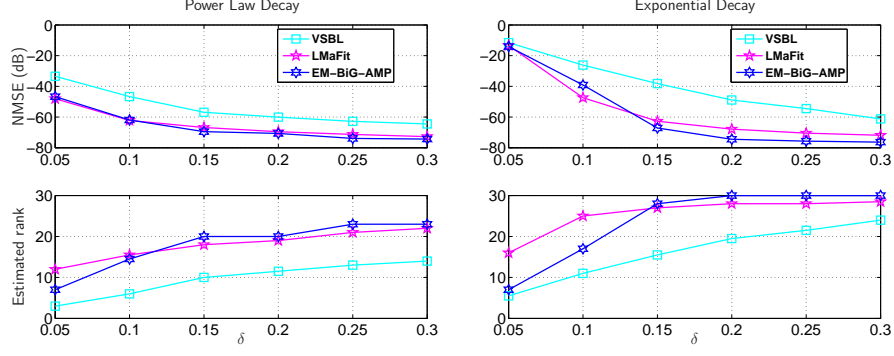 Power Law Decay
NMSE (dB)
0
−20
−40
−60
−80
0.05 0.1 0.15 0.2 0.25 0.3
VSBL
LMaFit
EM−BiG−AMP
Exponential Decay
0
−20
−40
−60
−80
0.05 0.1 0.15 0.2 0.25 0.3
VSBL
LMaFit
EM−BiG−AMP
Estimated rank
30
20
10
0
0.05 0.1 0.15 0.2 0.25 0.3
δ
30
20
10
0
0.05 0.1 0.15 0.2 0.25 0.3
δ